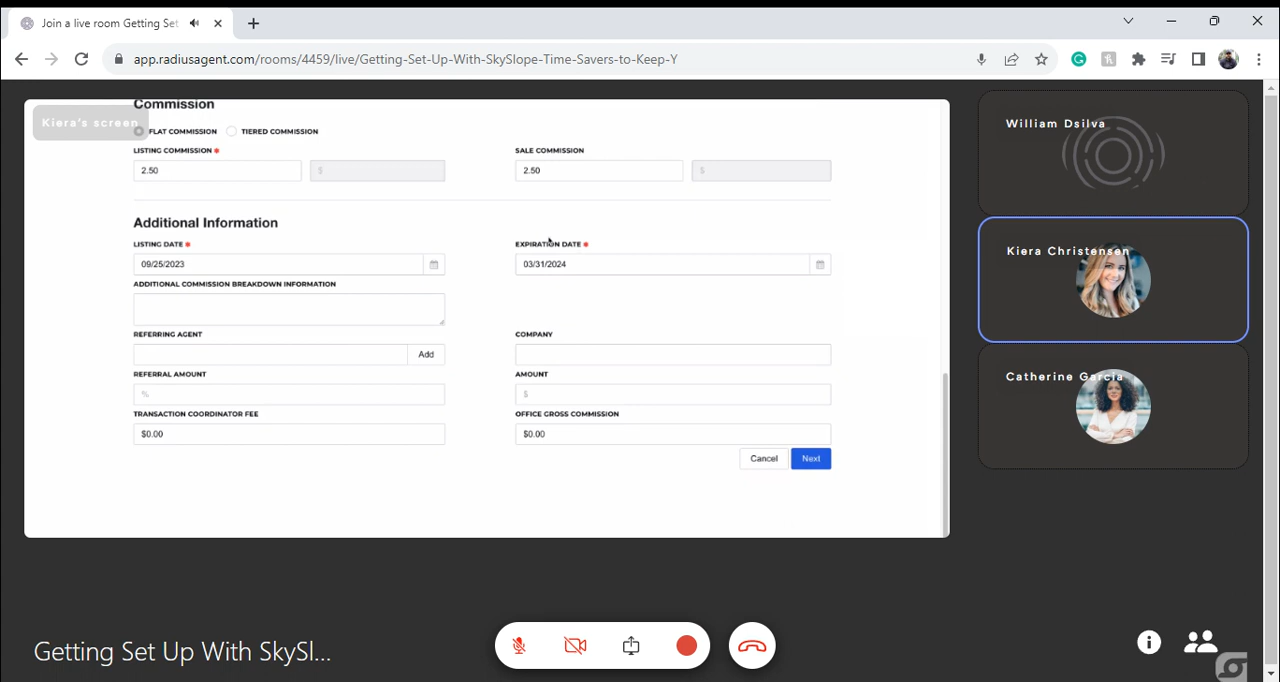 Join a live room Getting Set
app.radiusagent.com/rooms/4459/live/Getting-Set-Up-With-SkySlope-Time-Savers-to-Keep-Y
Commission
Kiera's screen
FLAT COMMISSION TIERED COMMISSION
LISTING COMMISSION * SALE COMMISSION
2.50 $ 2.50 $
Additional Information
LISTING DATE * EXPIRATION DATE *
09/25/2023 03/31/2024
ADDITIONAL COMMISSION BREAKDOWN INFORMATION
REFERRING AGENT COMPANY
Add
REFERRAL AMOUNT AMOUNT
% $
TRANSACTION COORDINATOR FEE OFFICE GROSS COMMISSION
$0.00 $0.00
Cancel Next
William Dsilva
Kiera Christensen
Catherine Garcia
Getting Set Up With SkySl...